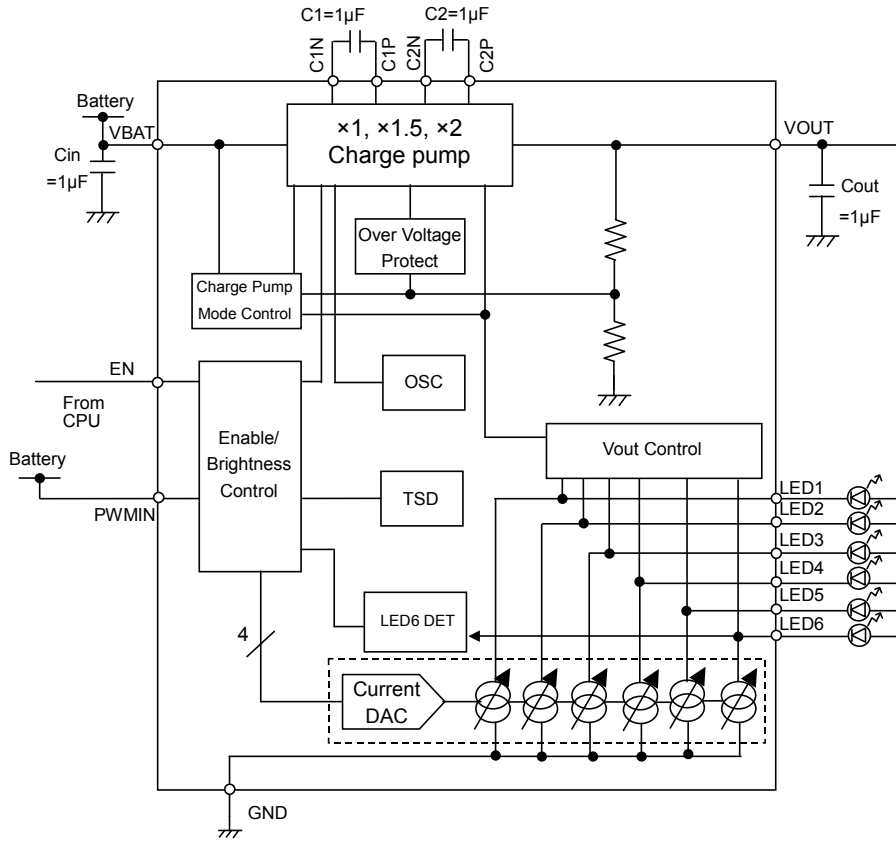 C1=1µF
C2=1µF
C1N
C1P
C2N
C2P
Battery
VBAT
Cin
=1µF
×1, ×1.5, ×2
Charge pump
VOUT
Cout
=1µF
Over Voltage
Protect
Charge Pump
Mode Control
EN
From
CPU
OSC
Enable/
Brightness
Control
Vout Control
Battery
PWMIN
TSD
LED1
LED2
LED3
LED4
LED5
LED6
LED6 DET
4
Current
DAC
GND